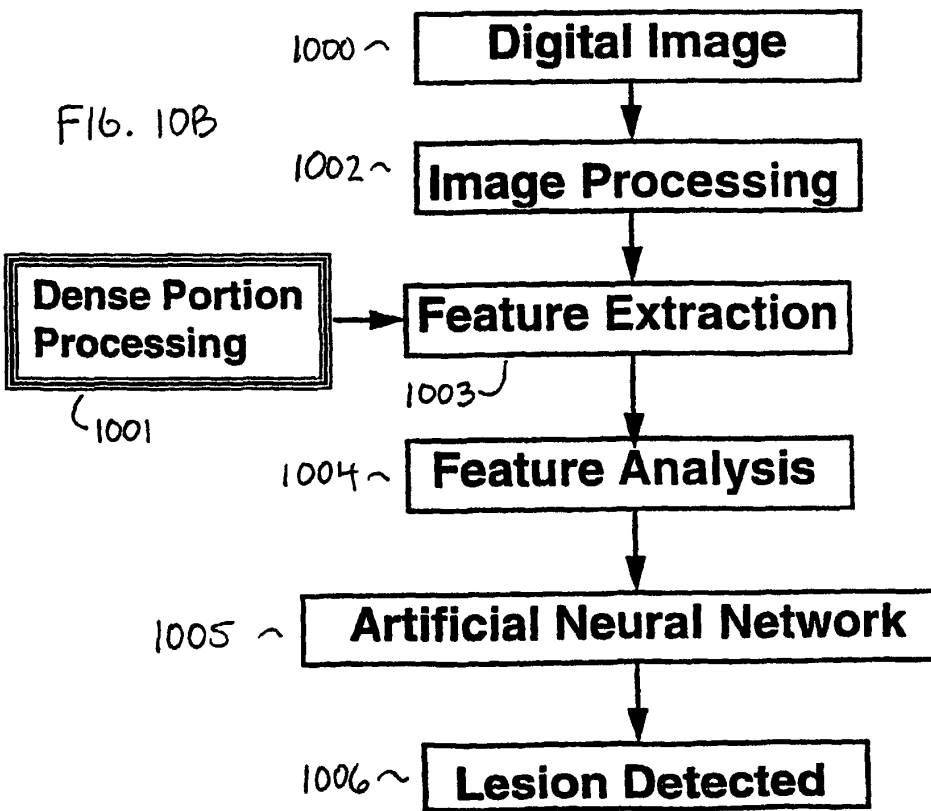 1000 ~ Digital Image
FIG. 10B
1002 ~ Image Processing
Dense Portion
Processing
1001
Feature Extraction
1003
1004 ~ Feature Analysis
1005 ~ Artificial Neural Network
1006 ~ Lesion Detected